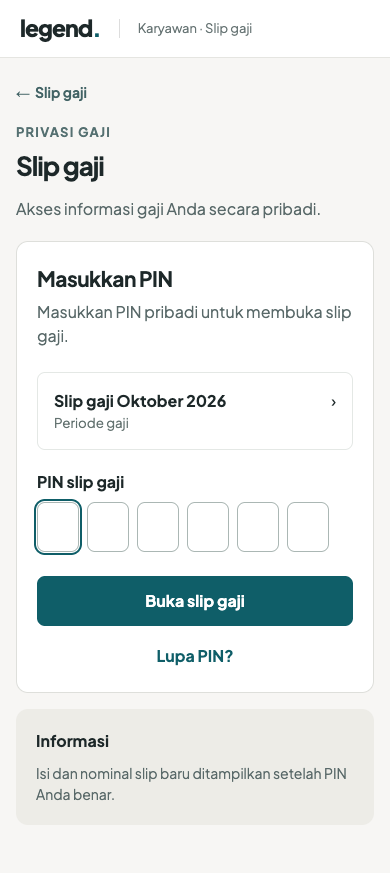 legend.
Karyawan · Slip gaji
← Slip gaji
PRIVASI GAJI
Slip gaji
Akses informasi gaji Anda secara pribadi.
Masukkan PIN
Masukkan PIN pribadi untuk membuka slip
gaji.
Slip gaji Oktober 2026 ›
Periode gaji
PIN slip gaji
Buka slip gaji
Lupa PIN?
Informasi
Isi dan nominal slip baru ditampilkan setelah PIN
Anda benar.